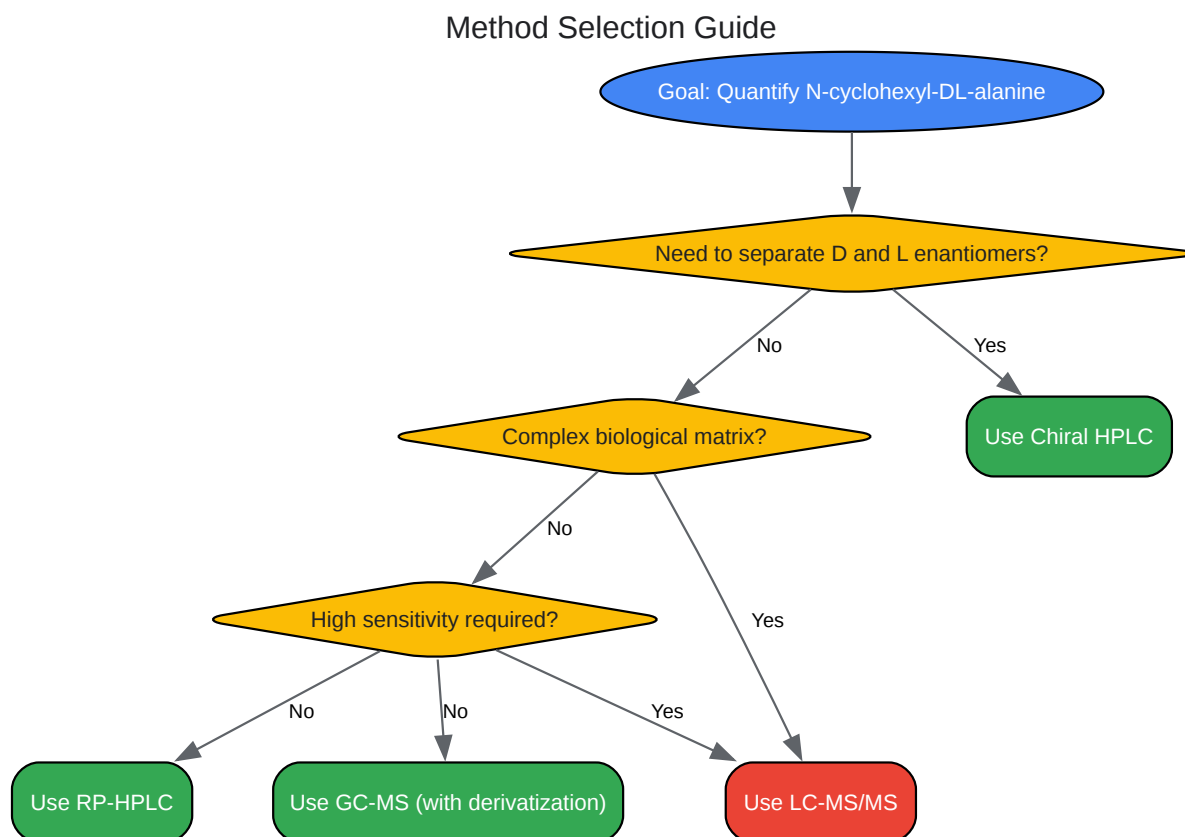 Method Selection Guide
Goal: Quantify N-cyclohexyl-DL-alanine
Need to separate D and L enantiomers?
No
Yes
Complex biological matrix?
Use Chiral HPLC
No
Yes
High sensitivity required?
No
No
Yes
Use RP-HPLC
Use GC-MS (with derivatization)
Use LC-MS/MS